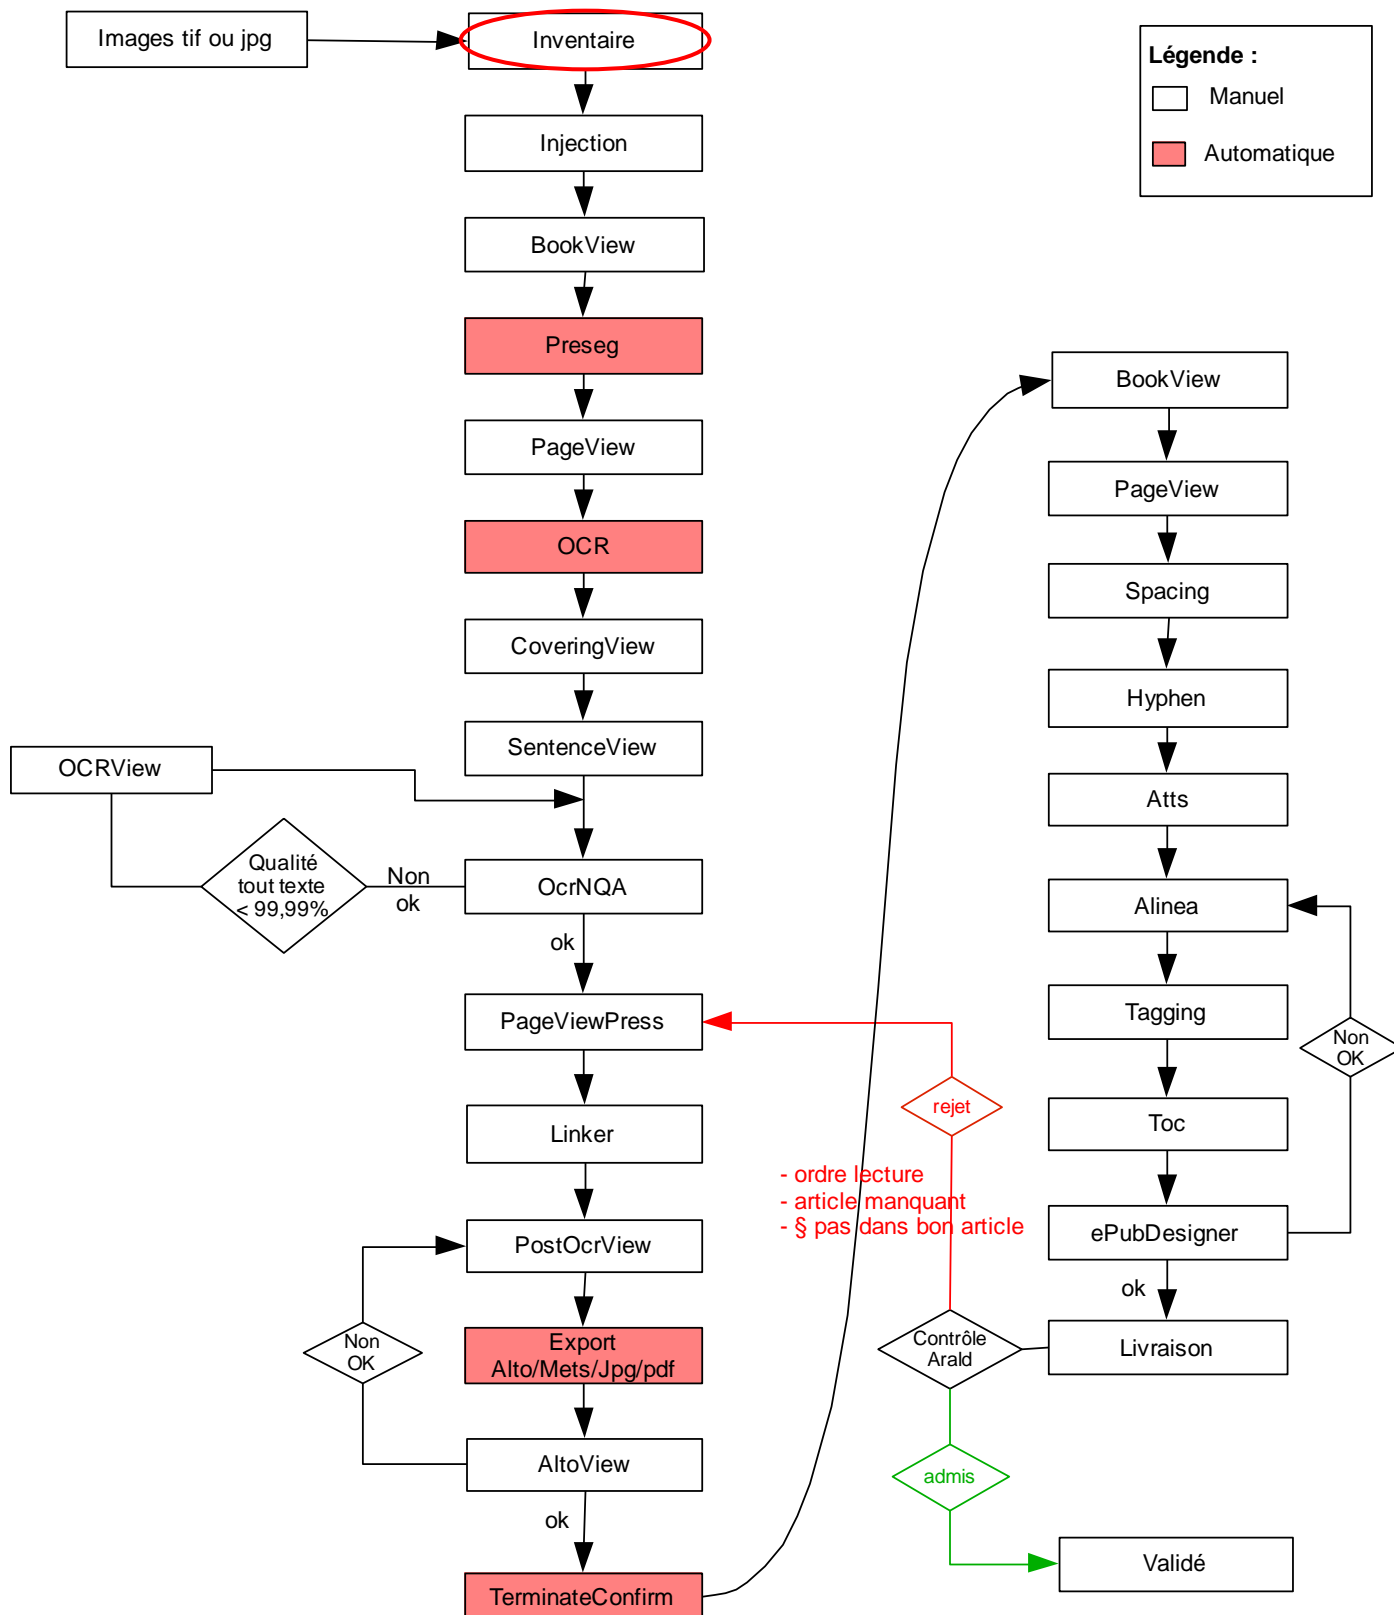 Images tif ou jpg
Inventaire
Légende :
Manuel
Automatique
Injection
BookView
Preseg
PageView
OCR
CoveringView
SentenceView
OCRView
Qualité
tout texte
< 99,99%
Non
ok
OcrNQA
ok
PageViewPress
Linker
PostOcrView
Non
OK
Export
Alto/Mets/Jpg/pdf
AltoView
ok
TerminateConfirm
BookView
PageView
Spacing
Hyphen
Atts
Alinea
Tagging
Non
OK
Toc
ePubDesigner
ok
Livraison
Contrôle
Arald
rejet
- ordre lecture
- article manquant
- § pas dans bon article
admis
Validé